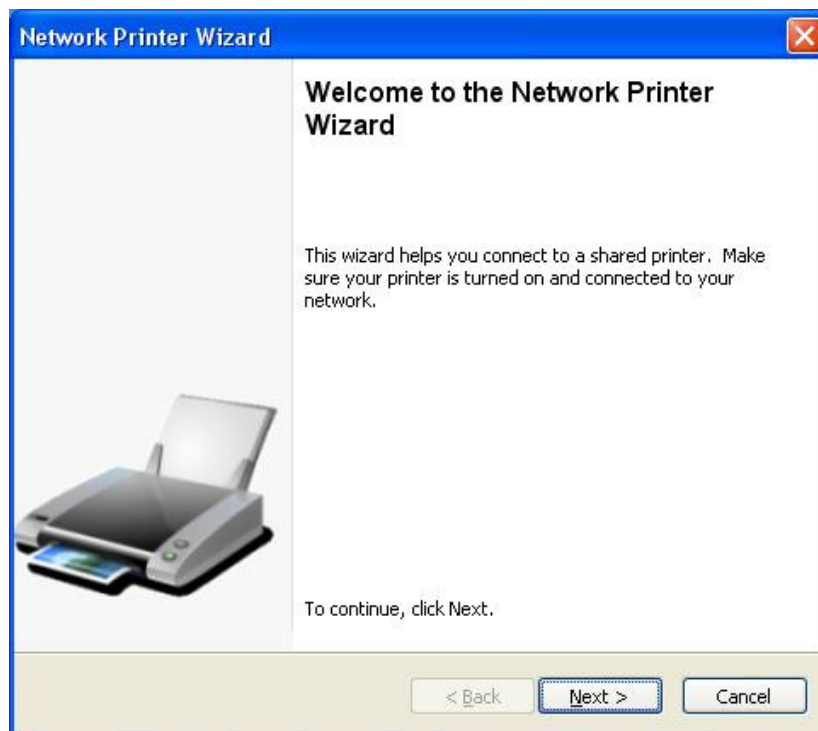 Network Printer Wizard
Welcome to the Network Printer
Wizard
This wizard helps you connect to a shared printer.  Make
sure your printer is turned on and connected to your
network.
To continue, click Next.
< Back
Next >
Cancel